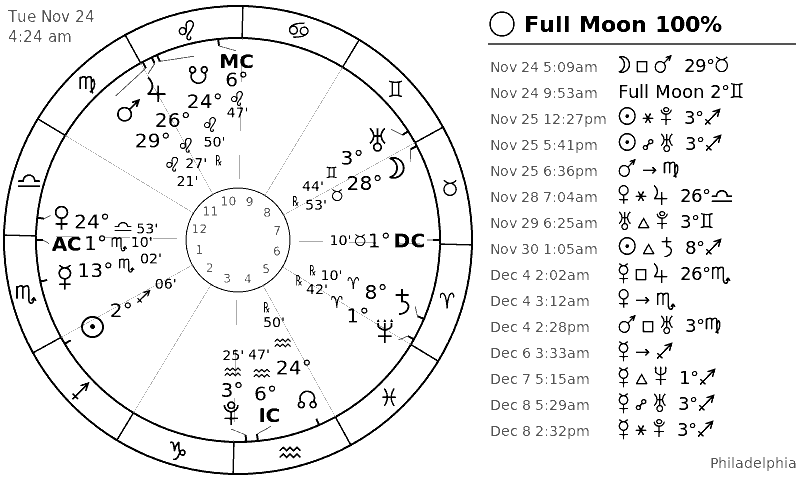 Tue Nov 24
4:24 am
MC
6°
♌
47'
☋
24°
♌
50'
℞
♃
26°
♌
27'
♂
29°
♌
21'
♅
3°
♊
44'
℞
☽
28°
♉
53'
10' ♉ 1° DC
♀ 24° ♎ 53'
AC 1° ♏ 10'
☿ 13° ♏ 02'
☉ 2° ♐ 06'
℞ 10' ♈ 8° ♄
℞ 42' ♈ 1° ♆
℞
50'
♒
24°
☊
25' 47'
♒ ♒
3° 6°
♇ IC
10 9
11 8
12 7
1 6
2 5
3 4
♌ ♋ ♊ ♉ ♈ ♓ ♒ ♑ ♐ ♏ ♎ ♍
○ Full Moon 100%
Nov 24 5:09am ☽ □ ♂ 29°♉
Nov 24 9:53am Full Moon 2°♊
Nov 25 12:27pm ☉ ⚹ ♇ 3°♐
Nov 25 5:41pm ☉ ☍ ♅ 3°♐
Nov 25 6:36pm ♂ → ♍
Nov 28 7:04am ♀ ⚹ ♃ 26°♎
Nov 29 6:25am ♅ △ ♇ 3°♊
Nov 30 1:05am ☉ △ ♄ 8°♐
Dec 4 2:02am ☿ □ ♃ 26°♏
Dec 4 3:12am ♀ → ♏
Dec 4 2:28pm ♂ □ ♅ 3°♍
Dec 6 3:33am ☿ → ♐
Dec 7 5:15am ☿ △ ♆ 1°♐
Dec 8 5:29am ☿ ☍ ♅ 3°♐
Dec 8 2:32pm ☿ ⚹ ♇ 3°♐
Philadelphia